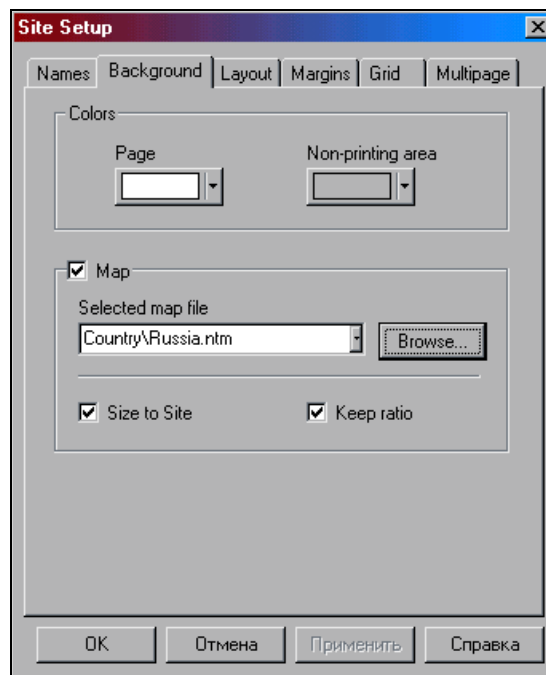 Site Setup
Names Background Layout Margins Grid Multipage
Colors
Page Non-printing area
Map
Selected map file
Country\Russia.ntm Browse...
Size to Site Keep ratio
OK Отмена Применить Справка